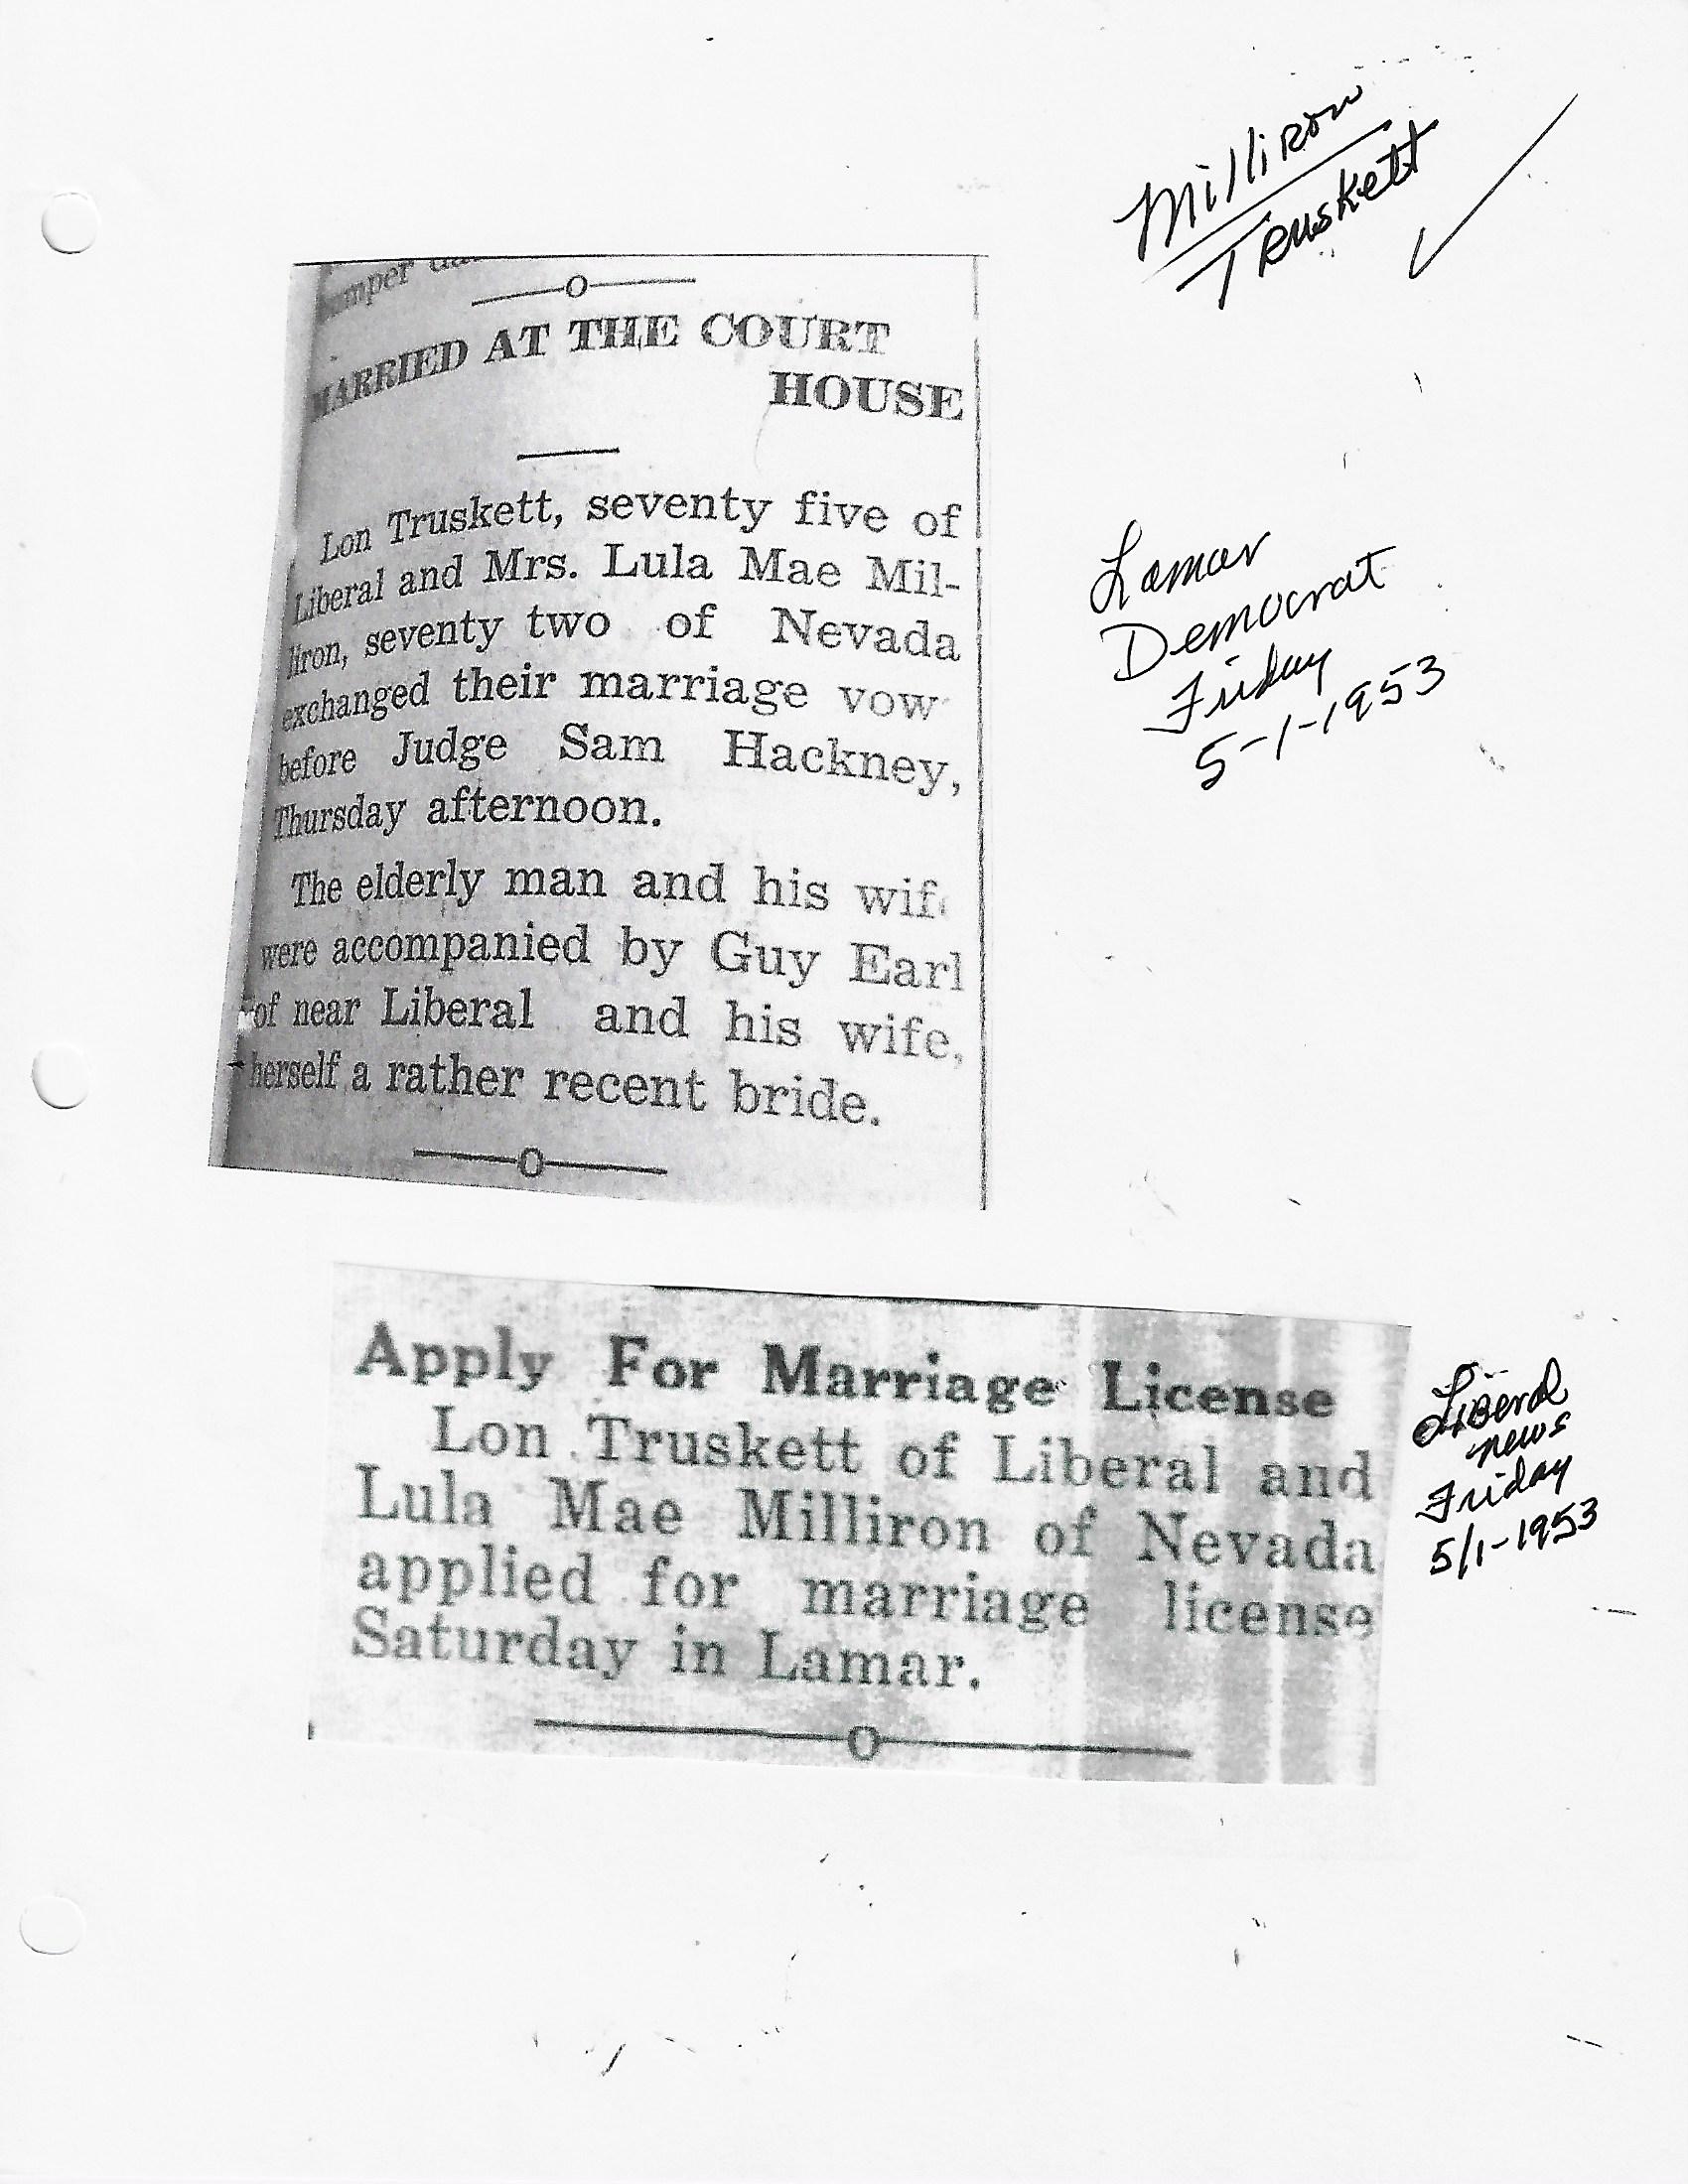 Milliron
Truskett
—o—
MARRIED AT THE COURT
HOUSE
Lon Truskett, seventy five of
Liberal and Mrs. Lula Mae Mil-
liron, seventy two of Nevada
exchanged their marriage vow
before Judge Sam Hackney,
Thursday afternoon.
The elderly man and his wife
were accompanied by Guy Earl
of near Liberal and his wife,
herself a rather recent bride.
—o—
Lamar
Democrat
Friday
5-1-1953
Apply For Marriage License
Lon Truskett of Liberal and
Lula Mae Milliron of Nevada
applied for marriage license
Saturday in Lamar.
—o—
Liberal
news
Friday
5/1-1953